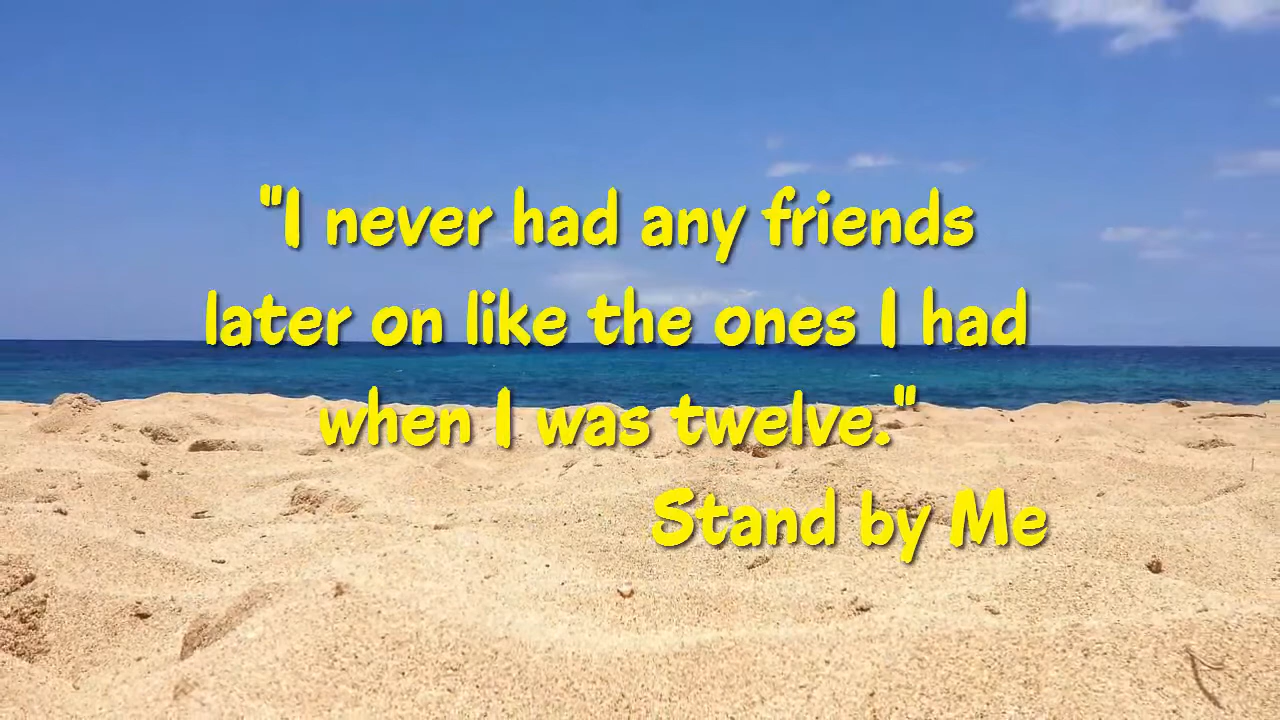 "I never had any friends
later on like the ones I had
when I was twelve."
Stand by Me